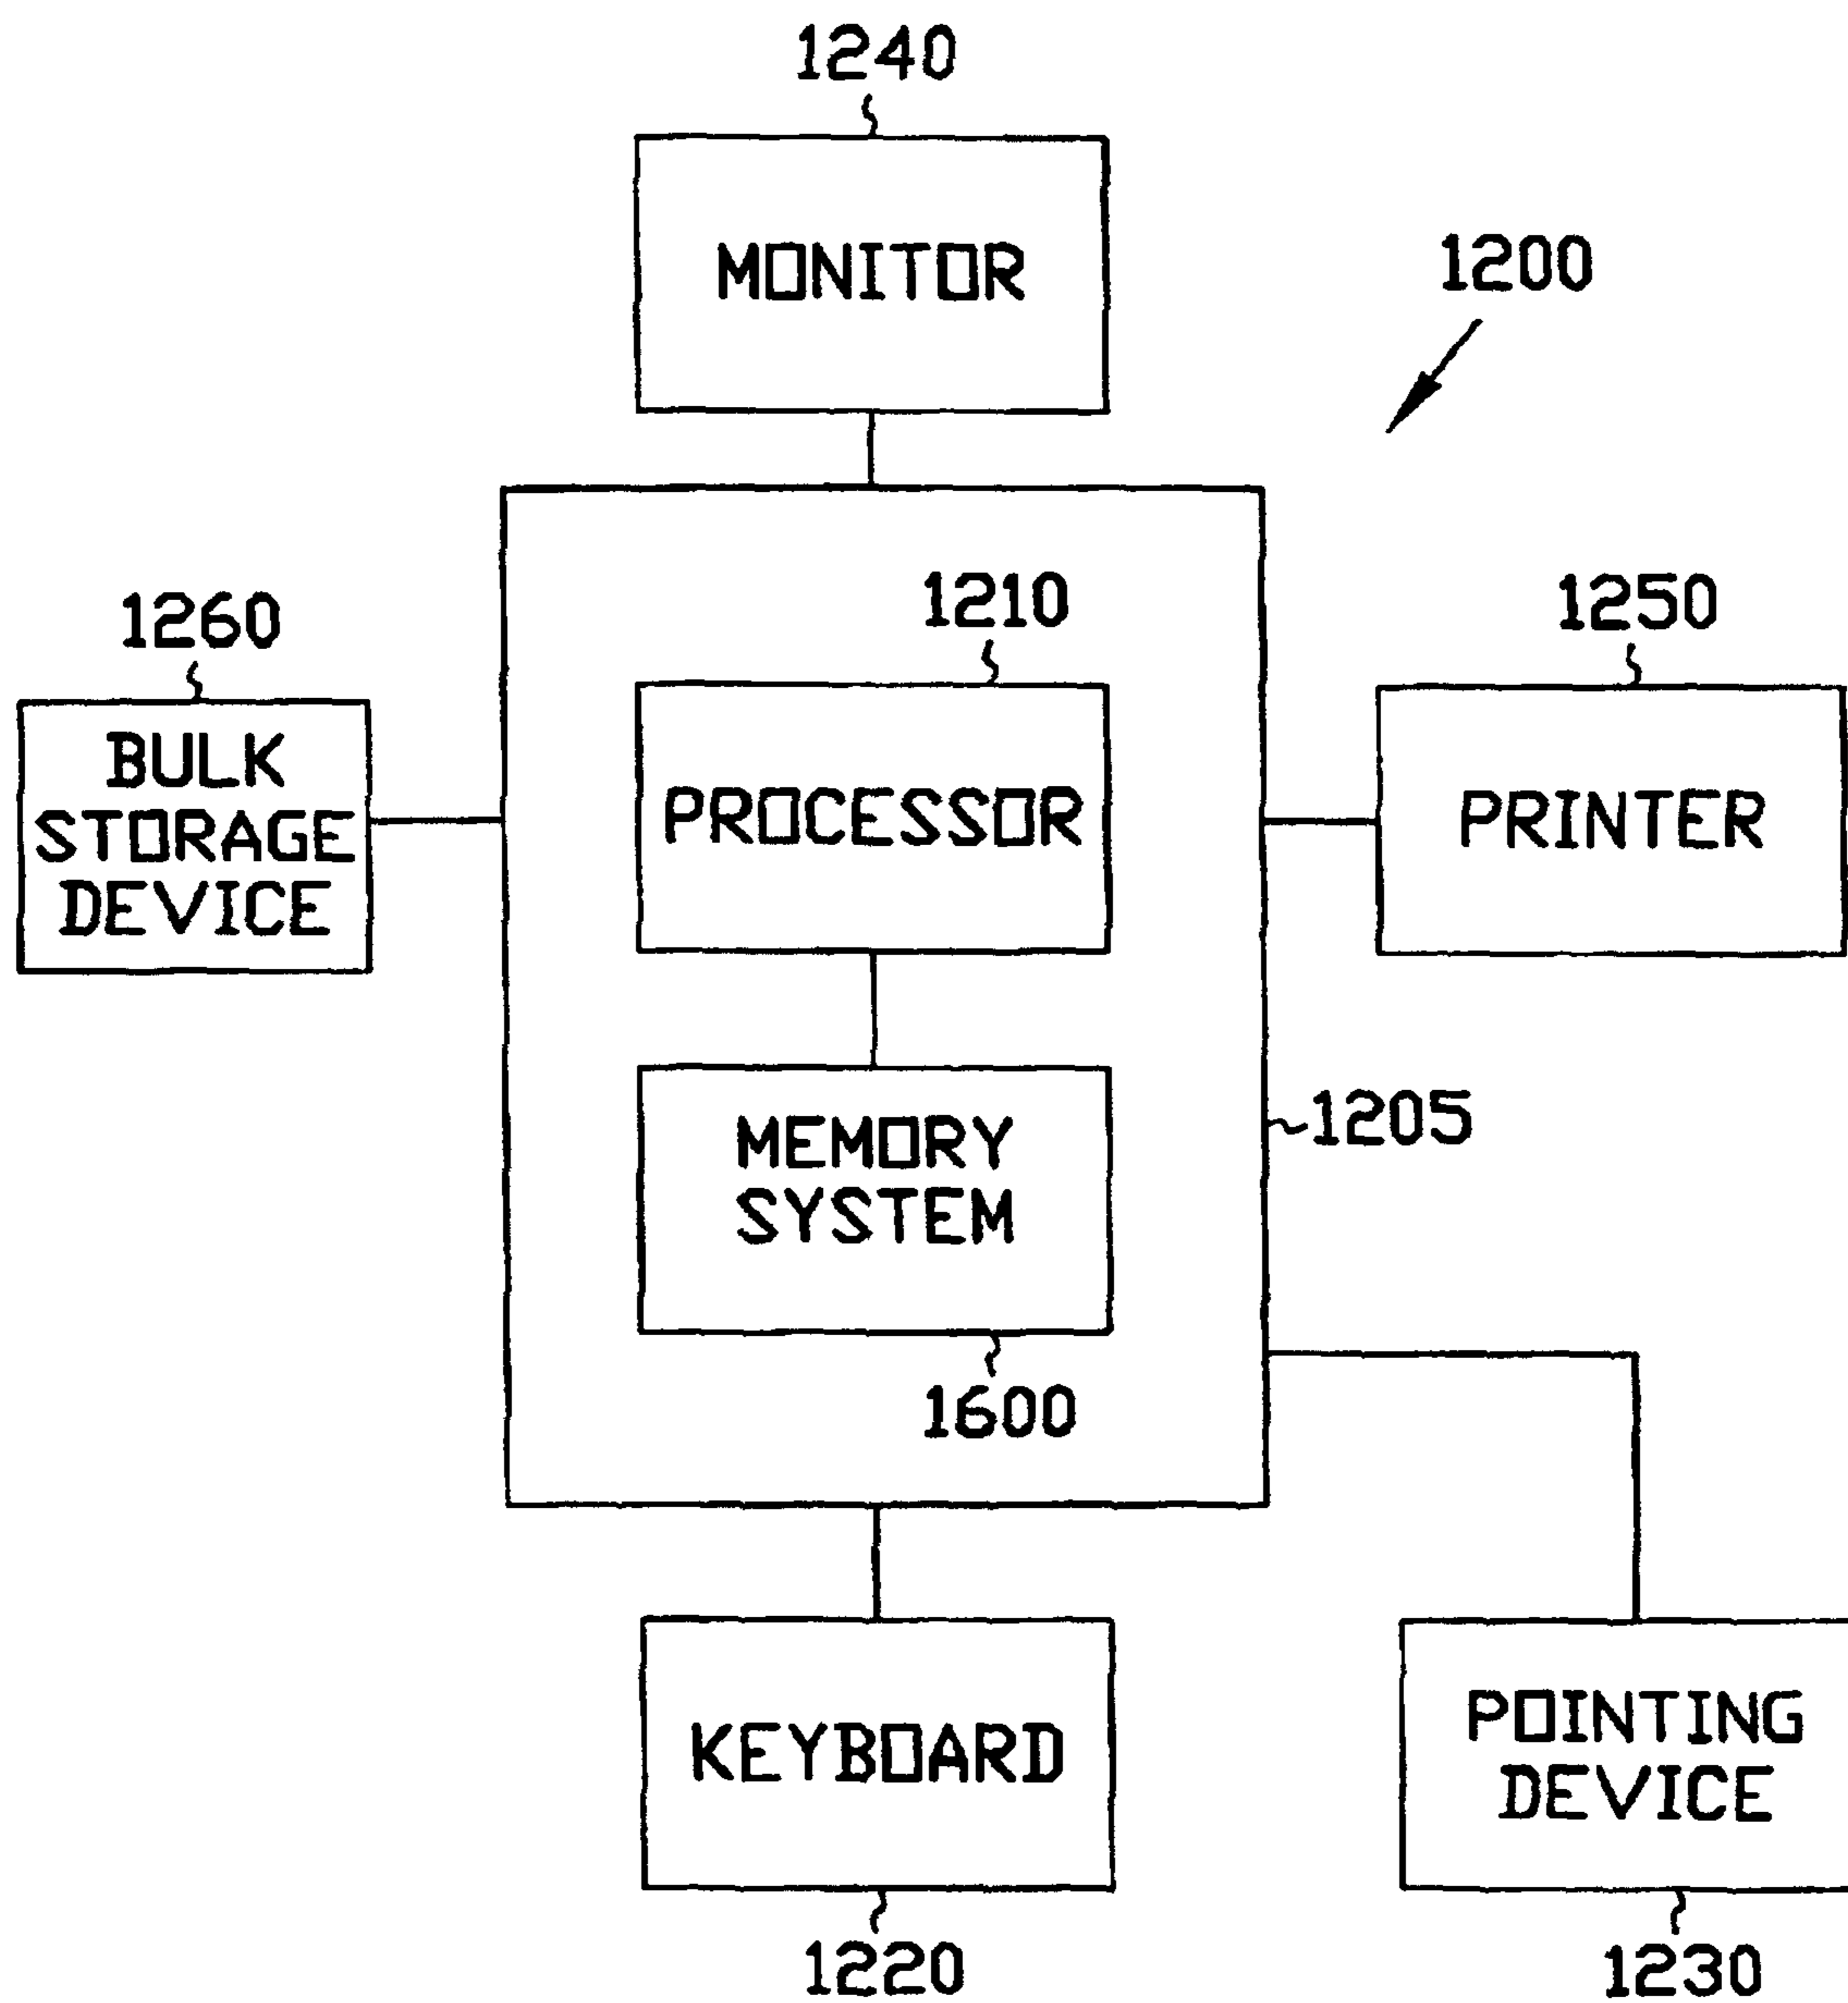 1240
MONITOR
1200
1260
BULK
STORAGE
DEVICE
1210
PROCESSOR
1250
PRINTER
MEMORY
SYSTEM
1205
1600
KEYBOARD
1220
POINTING
DEVICE
1230